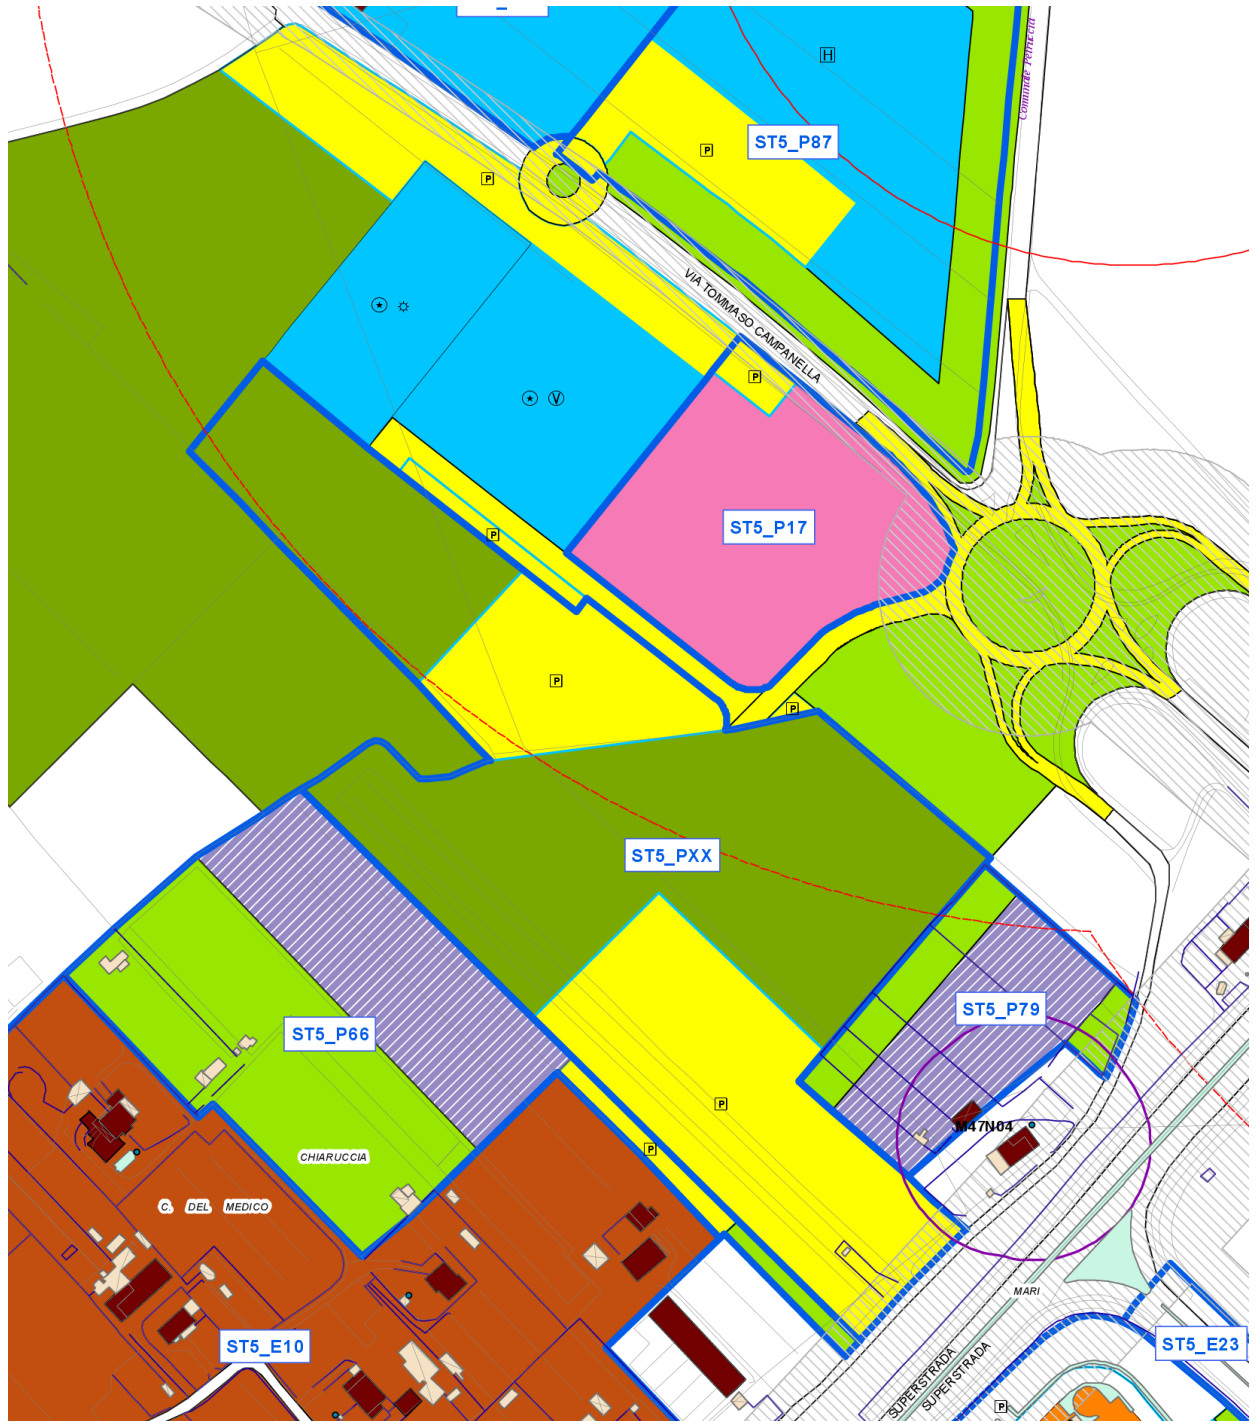 H
ST5_P87
P
P
VIA TOMMASO CAMPANELLA
P
V
ST5_P17
P
P
P
ST5_PXX
ST5_P79
ST5_P66
P
M47N04
P
CHIARUCCIA
C. DEL MEDICO
MARI
ST5_E10
ST5_E23
SUPERSTRADA
SUPERSTRADA
P